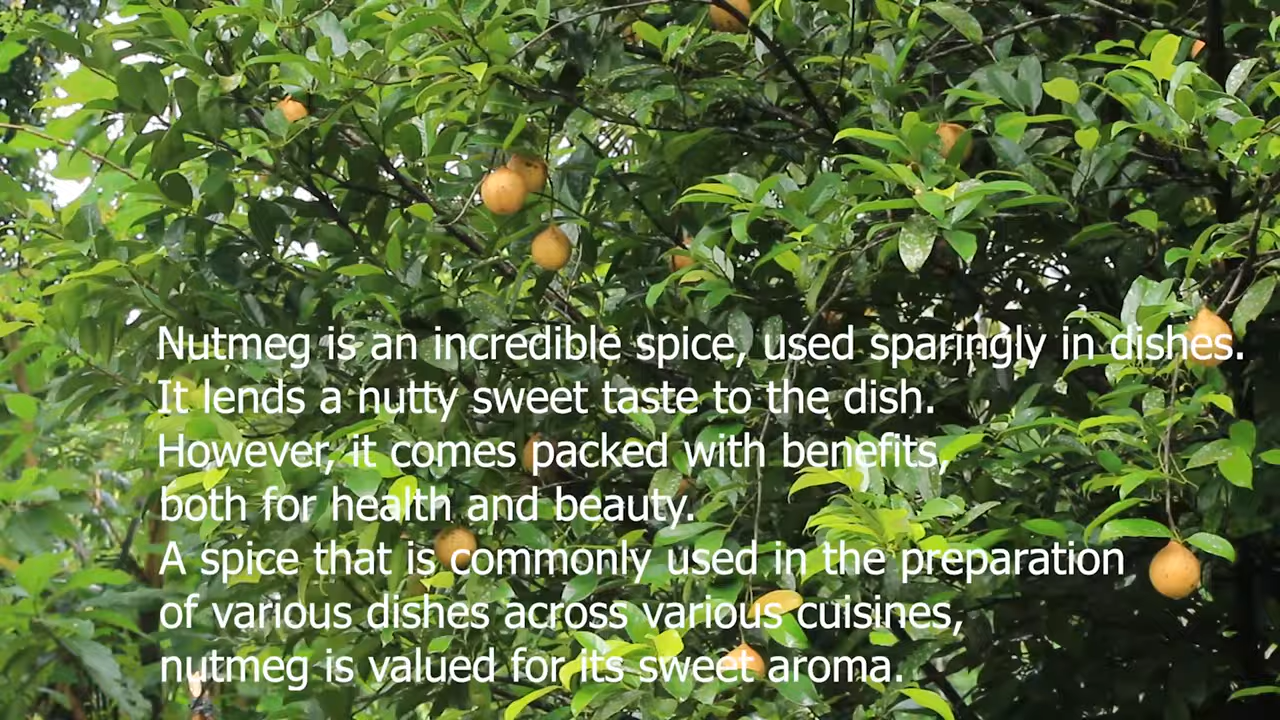 Nutmeg is an incredible spice, used sparingly in dishes.
It lends a nutty sweet taste to the dish.
However, it comes packed with benefits,
both for health and beauty.
A spice that is commonly used in the preparation
of various dishes across various cuisines,
nutmeg is valued for its sweet aroma.